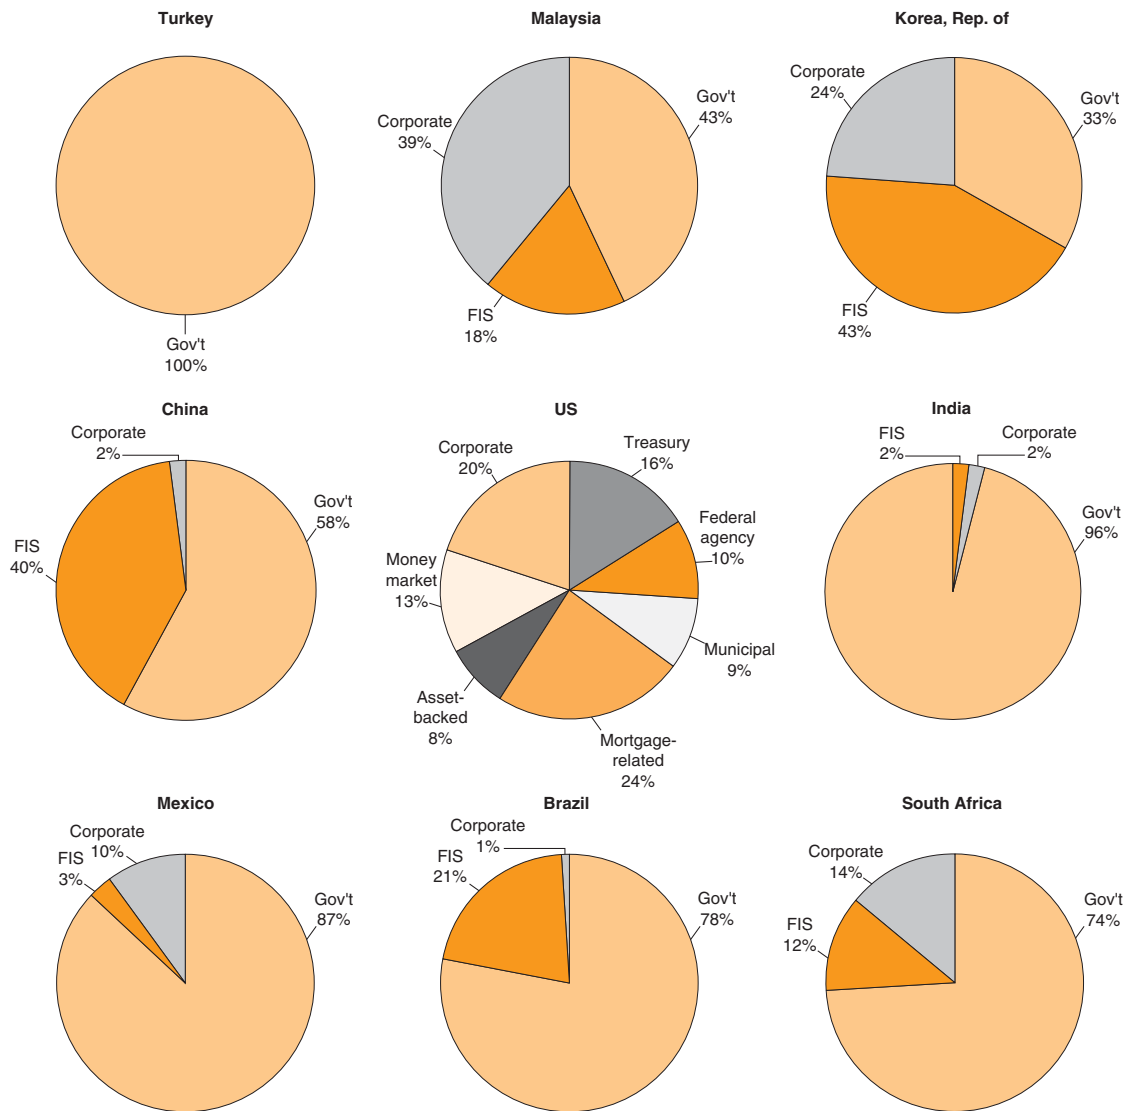 Turkey
Gov't
100%
Malaysia
Corporate
39%
Gov't
43%
FIS
18%
Korea, Rep. of
Corporate
24%
Gov't
33%
FIS
43%
China
Corporate
2%
Gov't
58%
FIS
40%
US
Corporate
20%
Treasury
16%
Federal
agency
10%
Money
market
13%
Municipal
9%
Asset-
backed
8%
Mortgage-
related
24%
India
FIS
2%
Corporate
2%
Gov't
96%
Mexico
Corporate
10%
FIS
3%
Gov't
87%
Brazil
Corporate
1%
FIS
21%
Gov't
78%
South Africa
Corporate
14%
Gov't
74%
FIS
12%